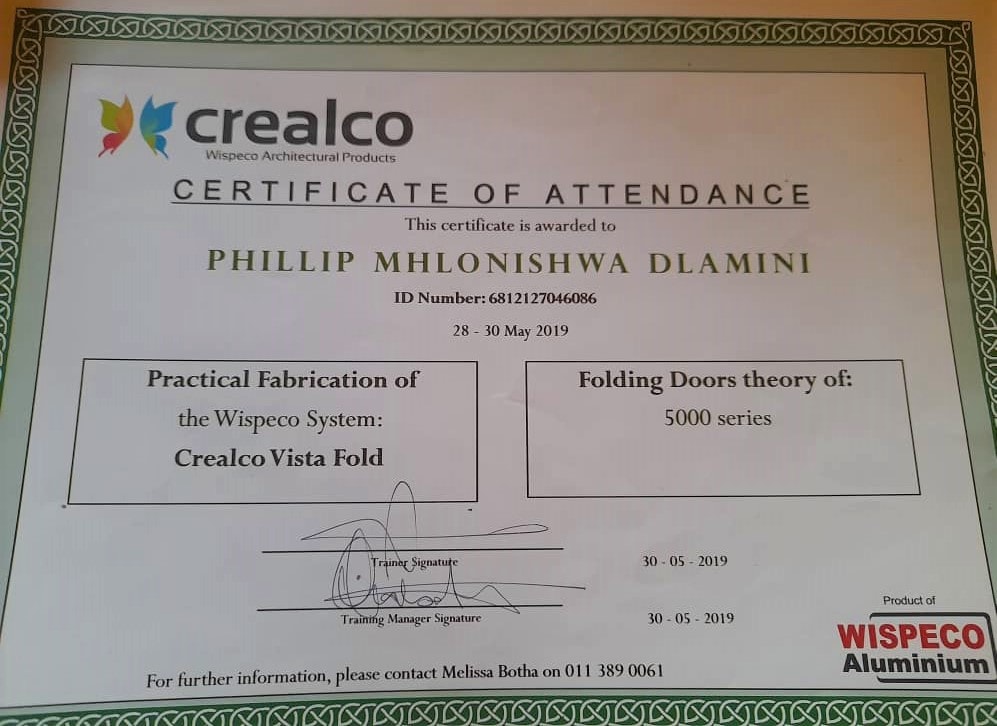 crealco
Wispeco Architectural Products
CERTIFICATE OF ATTENDANCE
This certificate is awarded to
PHILLIP MHLONISHWA DLAMINI
ID Number: 6812127046086
28 - 30 May 2019
Practical Fabrication of
the Wispeco System:
Crealco Vista Fold
Folding Doors theory of:
5000 series
Trainer Signature
30 - 05 - 2019
Training Manager Signature
30 - 05 - 2019
Product of
WISPECO
Aluminium
For further information, please contact Melissa Botha on 011 389 0061